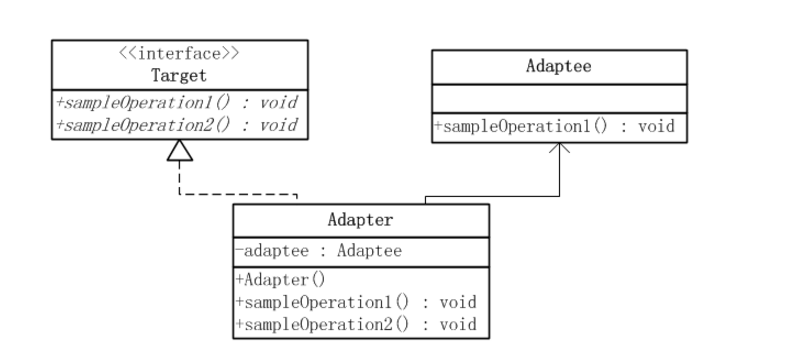 <<interface>>
Target
+sampleOperation1() : void
+sampleOperation2() : void
Adaptee
+sampleOperation1() : void
Adapter
-adaptee : Adaptee
+Adapter()
+sampleOperation1() : void
+sampleOperation2() : void